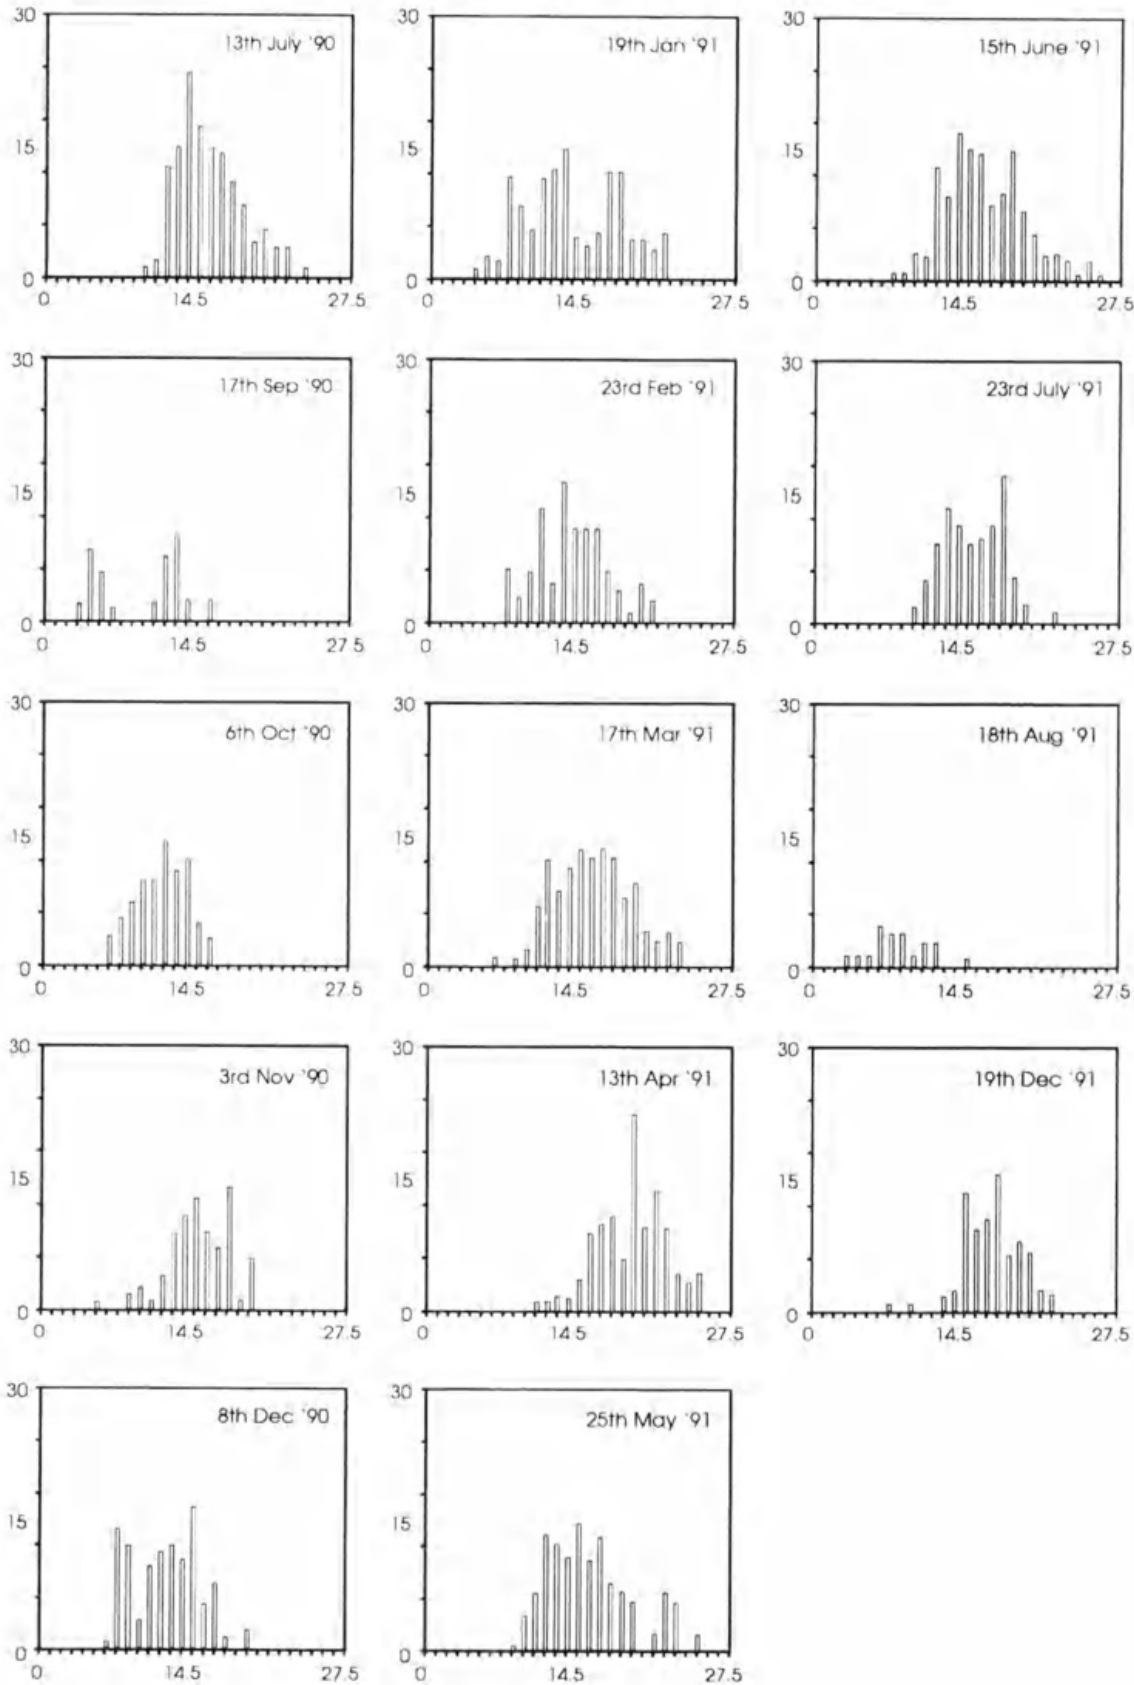 30
13th July '90
15
0
0 14.5 27.5
30
19th Jan '91
15
0
0 14.5 27.5
30
15th June '91
15
0
0 14.5 27.5
30
17th Sep '90
15
0
0 14.5 27.5
30
23rd Feb '91
15
0
0 14.5 27.5
30
23rd July '91
15
0
0 14.5 27.5
30
6th Oct '90
15
0
0 14.5 27.5
30
17th Mar '91
15
0
0 14.5 27.5
30
18th Aug '91
15
0
0 14.5 27.5
30
3rd Nov '90
15
0
0 14.5 27.5
30
13th Apr '91
15
0
0 14.5 27.5
30
19th Dec '91
15
0
0 14.5 27.5
30
8th Dec '90
15
0
0 14.5 27.5
30
25th May '91
15
0
0 14.5 27.5